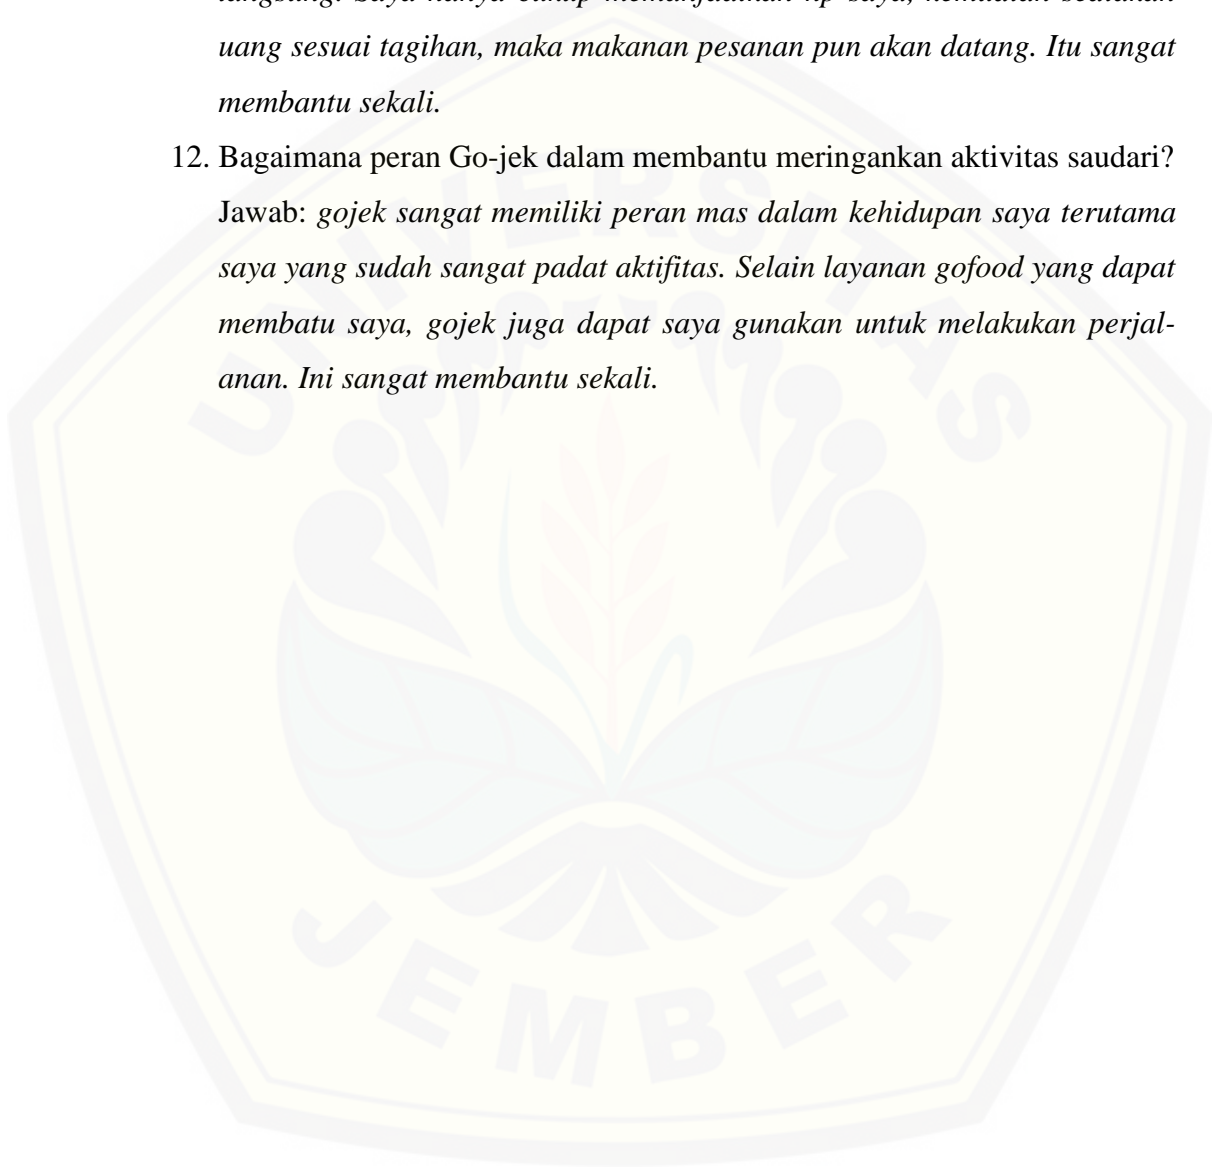 uang sesuai tagihan, maka makanan pesanan pun akan datang. Itu sangat
membantu sekali.
12. Bagaimana peran Go-jek dalam membantu meringankan aktivitas saudari?
Jawab: gojek sangat memiliki peran mas dalam kehidupan saya terutama
saya yang sudah sangat padat aktifitas. Selain layanan gofood yang dapat
membatu saya, gojek juga dapat saya gunakan untuk melakukan perjal-
anan. Ini sangat membantu sekali.
UNIVERSITAS
JEMBER